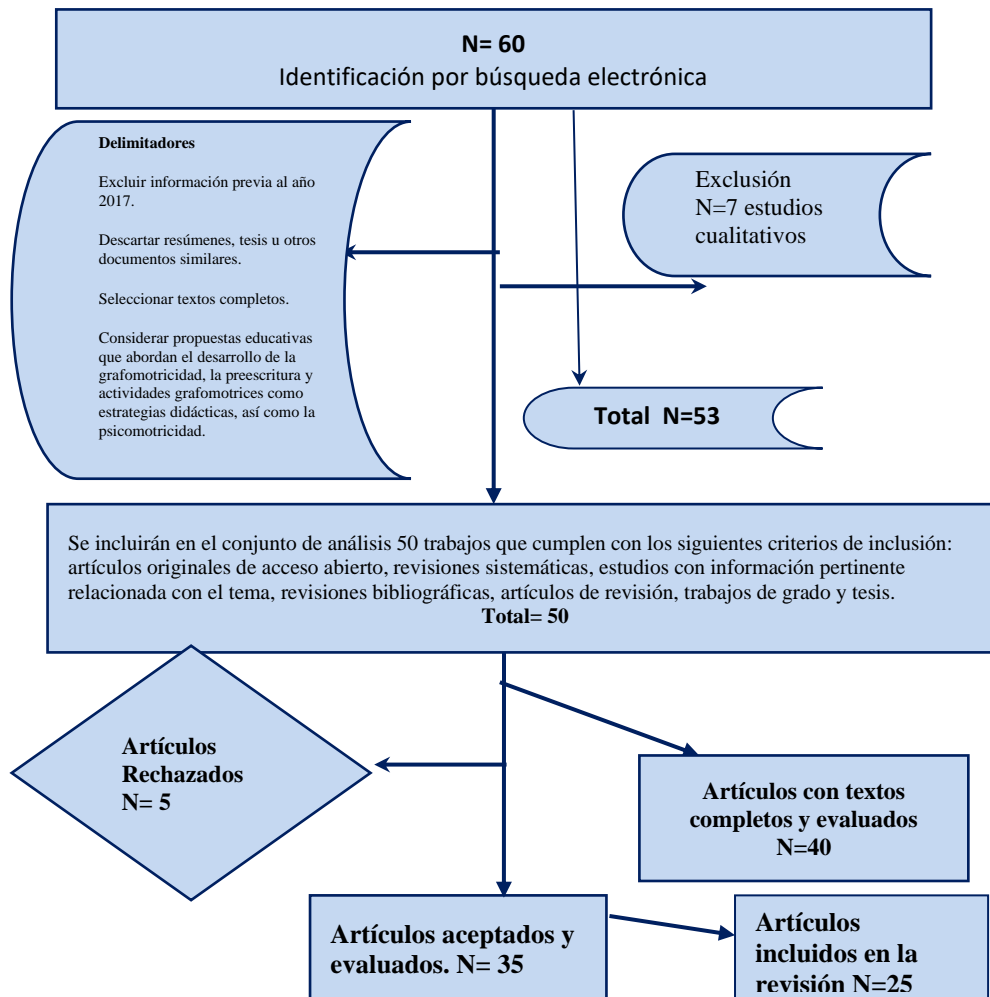 N= 60
Identificación por búsqueda electrónica
Delimitadores
Excluir información previa al año
2017.
Descartar resúmenes, tesis u otros
documentos similares.
Seleccionar textos completos.
Considerar propuestas educativas
que abordan el desarrollo de la
grafomotricidad, la preescritura y
actividades grafomotrices como
estrategias didácticas, así como la
psicomotricidad.
Exclusión
N=7 estudios
cualitativos
Total N=53
Se incluirán en el conjunto de análisis 50 trabajos que cumplen con los siguientes criterios de inclusión:
artículos originales de acceso abierto, revisiones sistemáticas, estudios con información pertinente
relacionada con el tema, revisiones bibliográficas, artículos de revisión, trabajos de grado y tesis.
Total= 50
Artículos
Rechazados
N= 5
Artículos con textos
completos y evaluados
N=40
Artículos aceptados y
evaluados. N= 35
Artículos
incluidos en la
revisión N=25